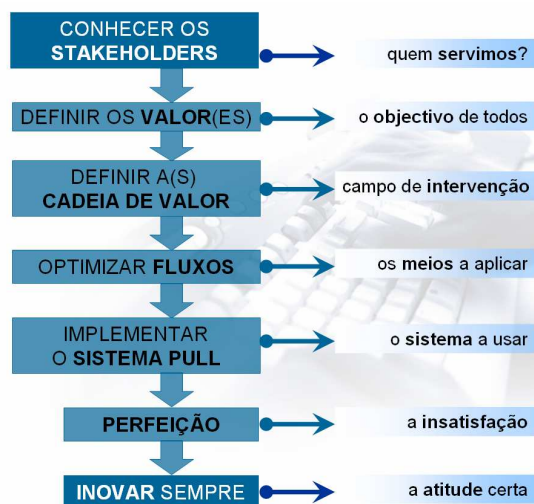 CONHECER OS
STAKEHOLDERS
quem servimos?
DEFINIR OS VALOR(ES)
o objectivo de todos
DEFINIR A(S)
CADEIA DE VALOR
campo de intervenção
OPTIMIZAR FLUXOS
os meios a aplicar
IMPLEMENTAR
O SISTEMA PULL
o sistema a usar
PERFEIÇÃO
a insatisfação
INOVAR SEMPRE
a atitude certa